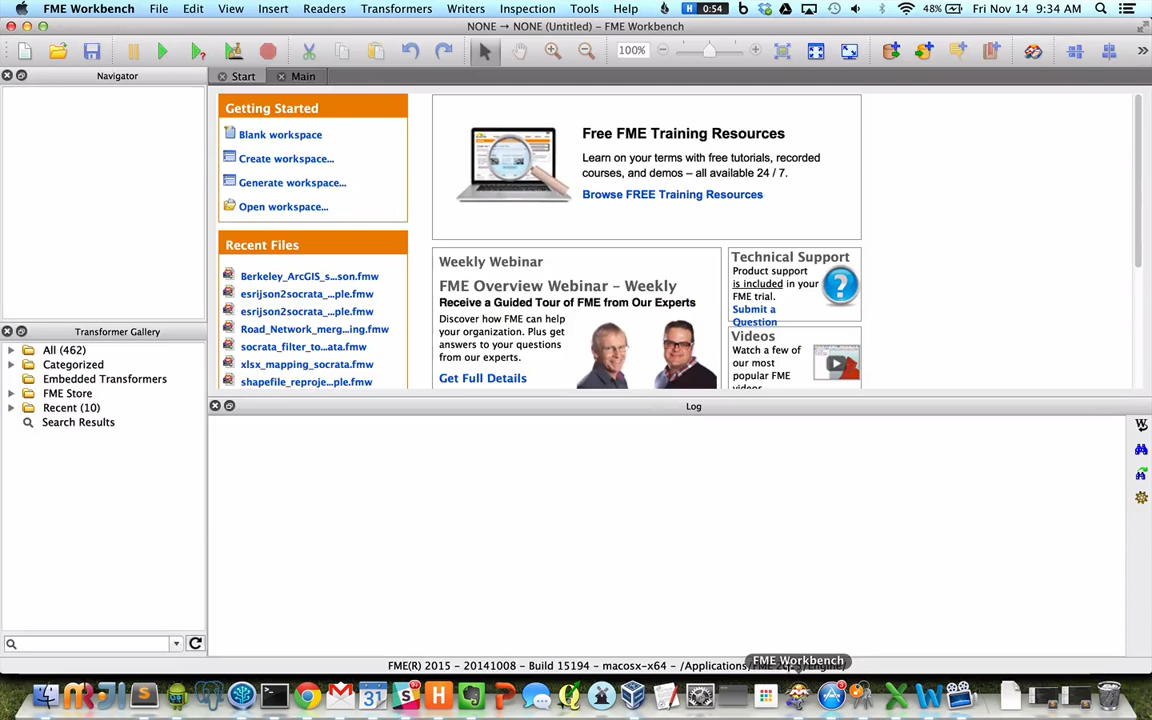 FME Workbench File Edit View Insert Readers Transformers Writers Inspection Tools Help H 0:54 48% Fri Nov 14 9:34 AM
NONE → NONE (Untitled) – FME Workbench
100%
Navigator
Start Main
Getting Started
Blank workspace
Create workspace...
Generate workspace...
Open workspace...
Recent Files
Berkeley_ArcGIS_s...son.fmw
esrijson2socrata_...ple.fmw
esrijson2socrata_...ple.fmw
Road_Network_merg...ing.fmw
socrata_filter_to...ata.fmw
xlsx_mapping_socrata.fmw
shapefile_reproje...ple.fmw
Free FME Training Resources
Learn on your terms with free tutorials, recorded
courses, and demos – all available 24 / 7.
Browse FREE Training Resources
Weekly Webinar
FME Overview Webinar – Weekly
Receive a Guided Tour of FME from Our Experts
Discover how FME can help
your organization. Plus get
answers to your questions
from our experts.
Get Full Details
Technical Support
Product support
is included in your
FME trial.
Submit a
Question
Videos
Watch a few of
our most
popular FME
videos
Transformer Gallery
All (462)
Categorized
Embedded Transformers
FME Store
Recent (10)
Search Results
Log
FME Workbench
FME(R) 2015 – 20141008 – Build 15194 – macosx-x64 – /Applications/